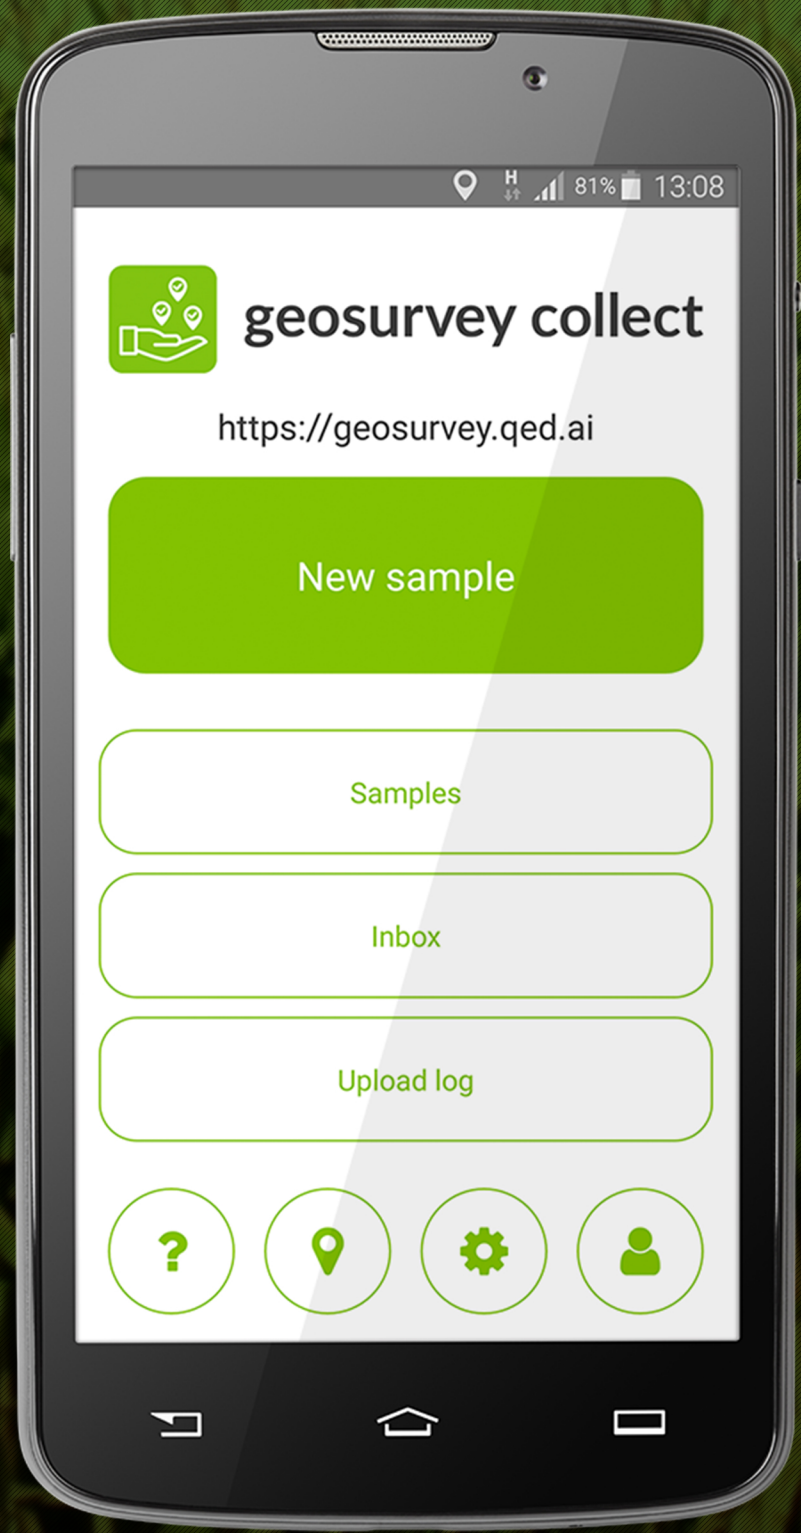 H 81% 13:08
geosurvey collect
https://geosurvey.qed.ai
New sample
Samples
Inbox
Upload log
?